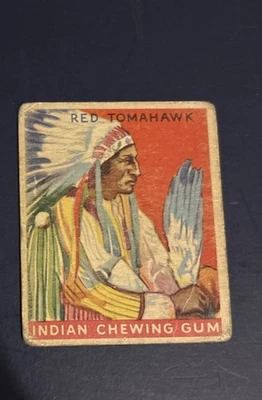 RED TOMAHAWK
INDIAN CHEWING GUM